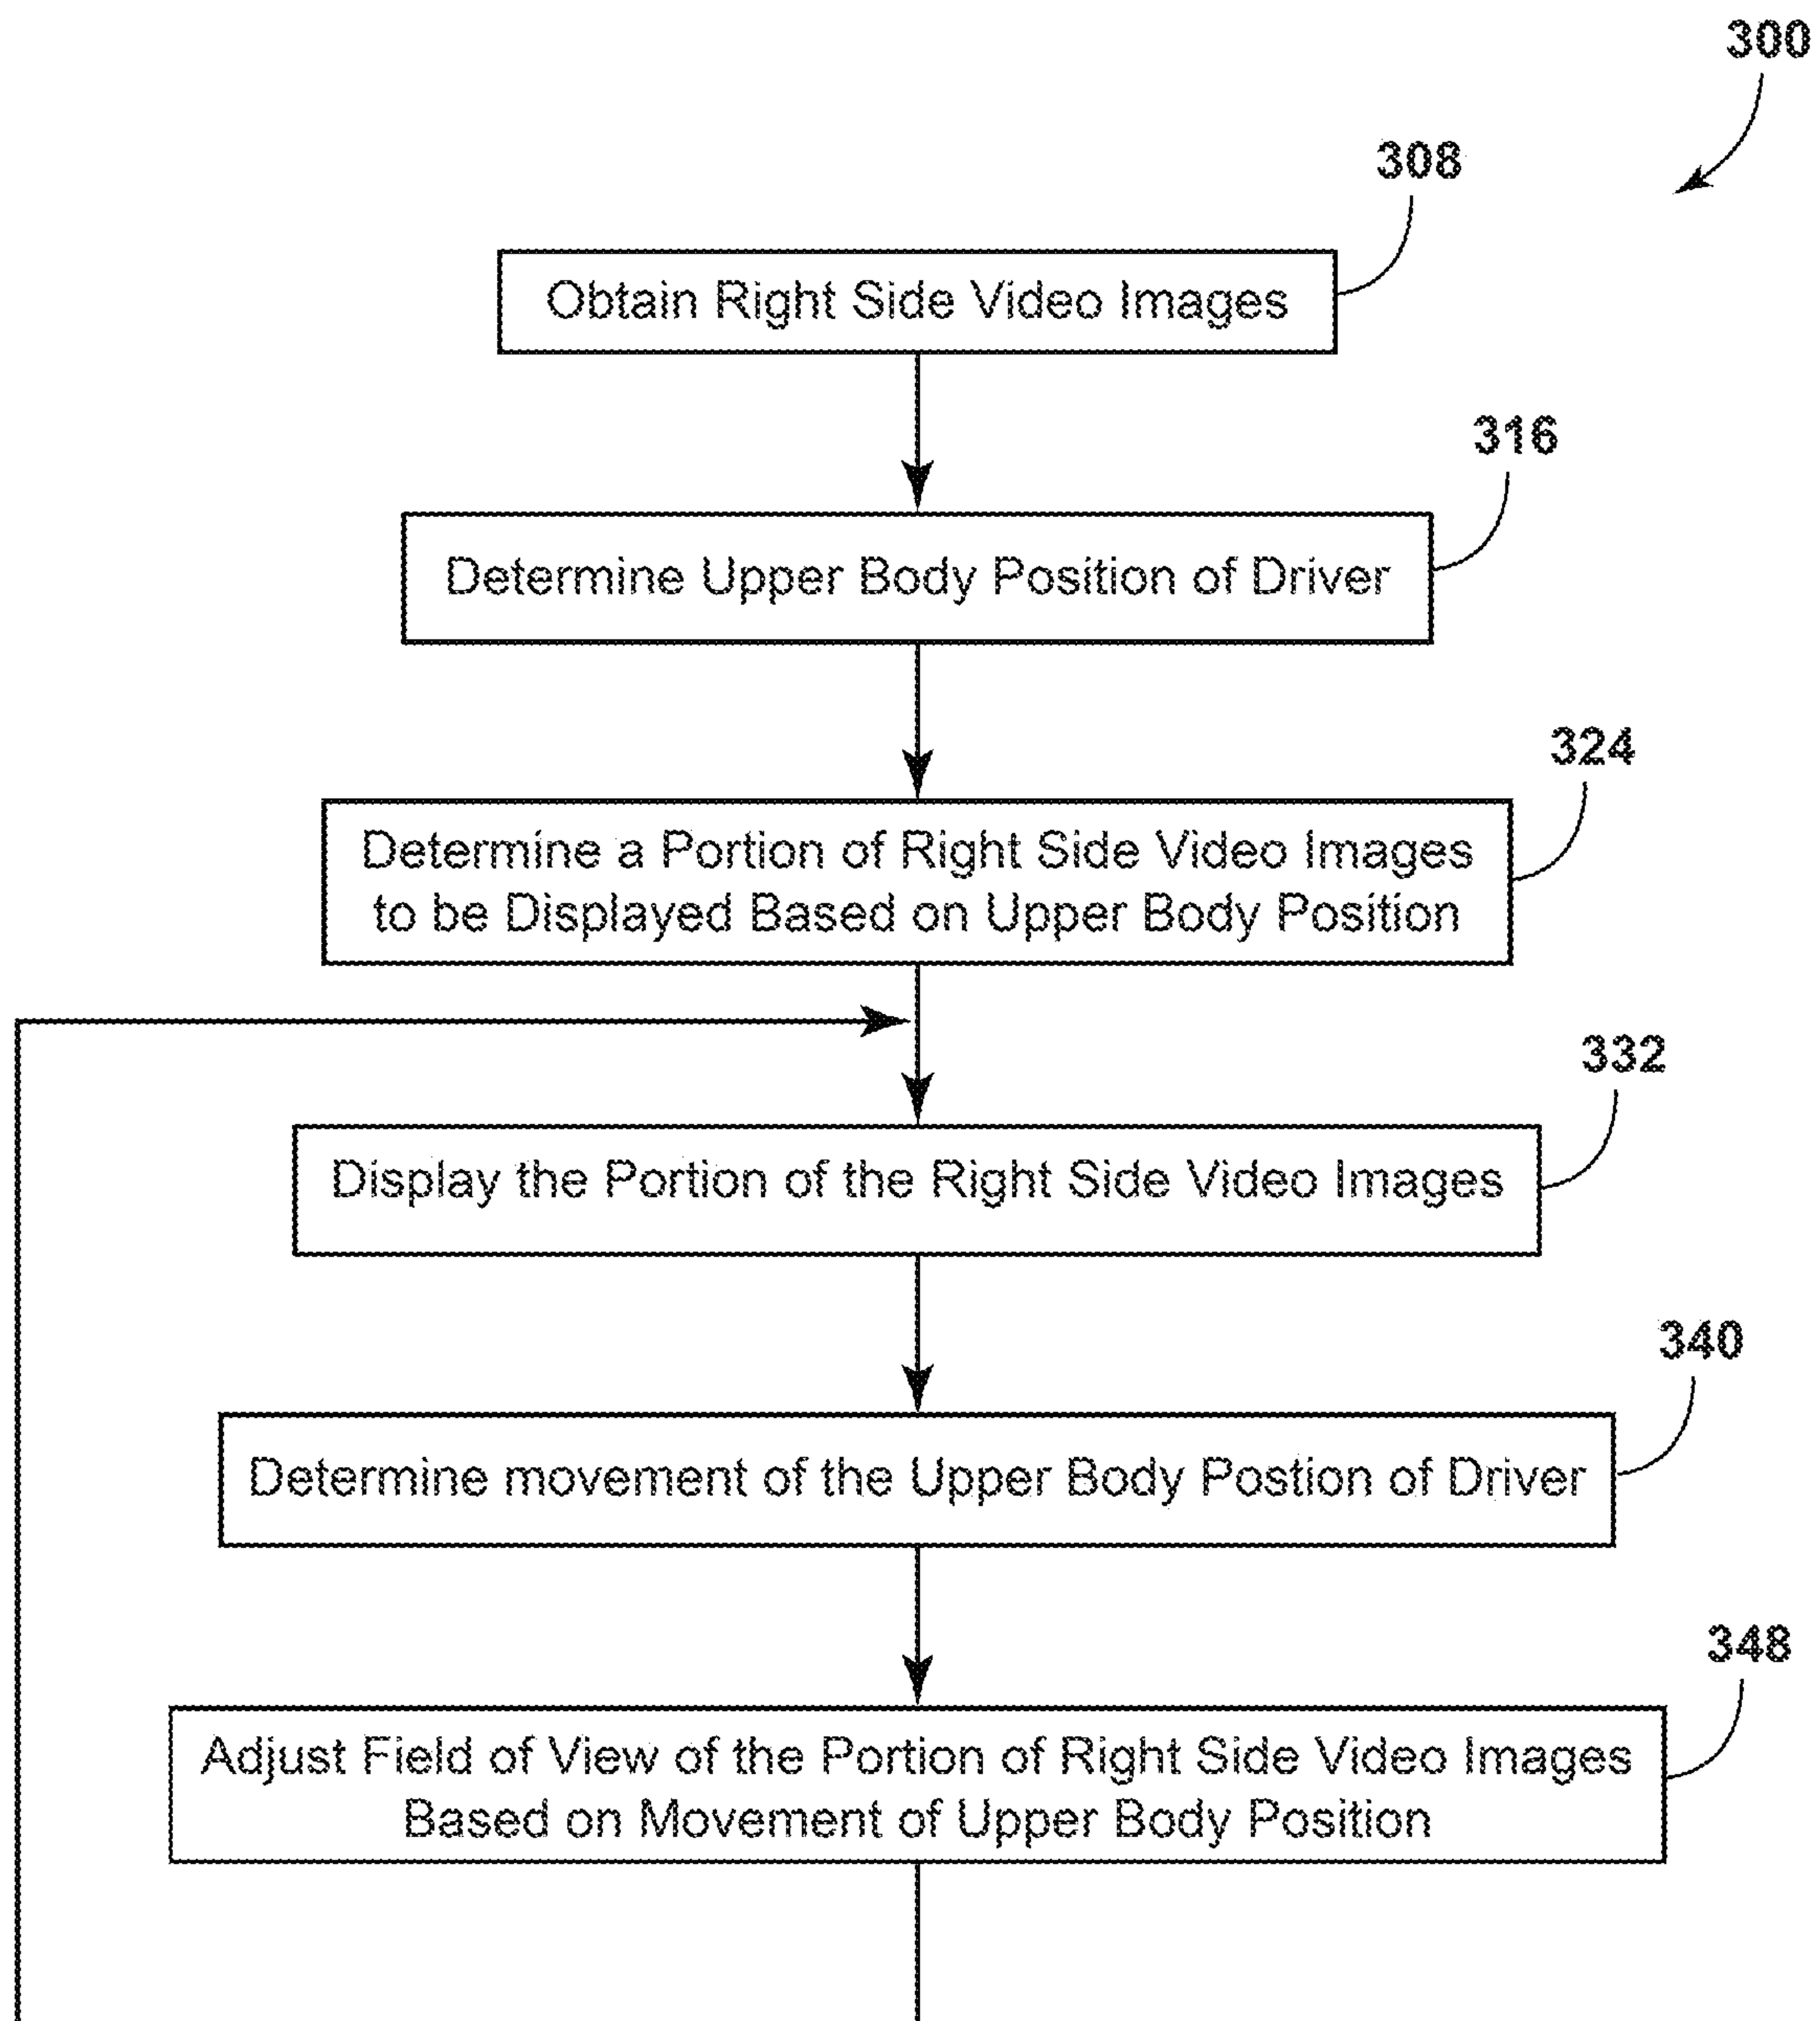 300
308
Obtain Right Side Video Images
316
Determine Upper Body Position of Driver
324
Determine a Portion of Right Side Video Images
to be Displayed Based on Upper Body Position
332
Display the Portion of the Right Side Video Images
340
Determine movement of the Upper Body Postion of Driver
348
Adjust Field of View of the Portion of Right Side Video Images
Based on Movement of Upper Body Position